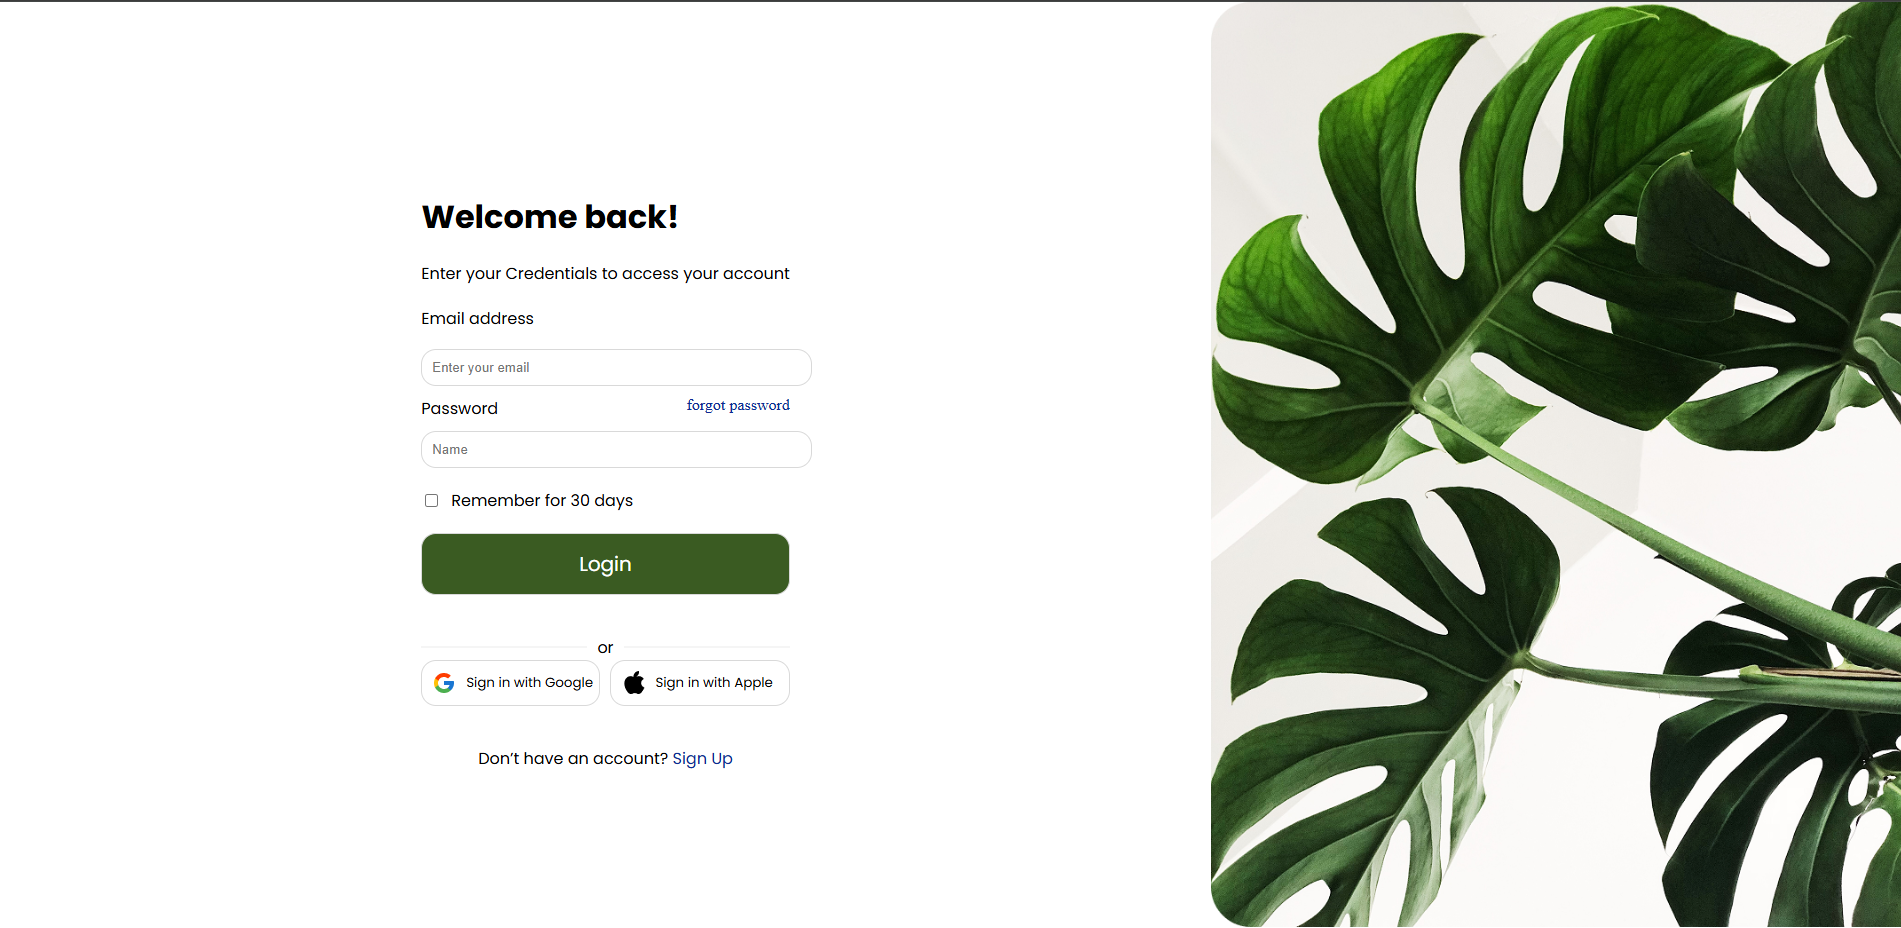 Welcome back!
Enter your Credentials to access your account
Email address
Enter your email
Password forgot password
Name
Remember for 30 days
Login
or
Sign in with Google Sign in with Apple
Don’t have an account? Sign Up